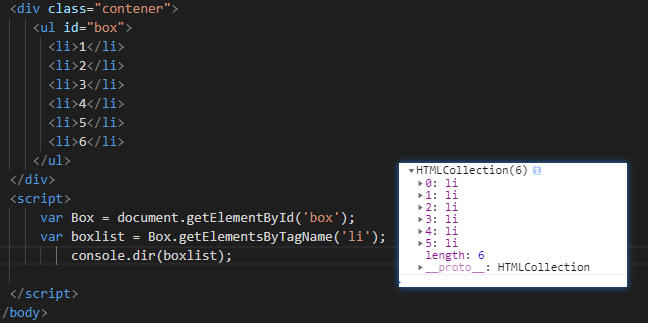 <div class="contener">
<ul id="box">
<li>1</li>
<li>2</li>
<li>3</li>
<li>4</li>
<li>5</li>
<li>6</li>
</ul>
</div>
<script>
var Box = document.getElementById('box');
var boxlist = Box.getElementsByTagName('li');
console.dir(boxlist);
</script>
/body>
▼HTMLCollection(6) i
▶0: li
▶1: li
▶2: li
▶3: li
▶4: li
▶5: li
length: 6
▶__proto__: HTMLCollection